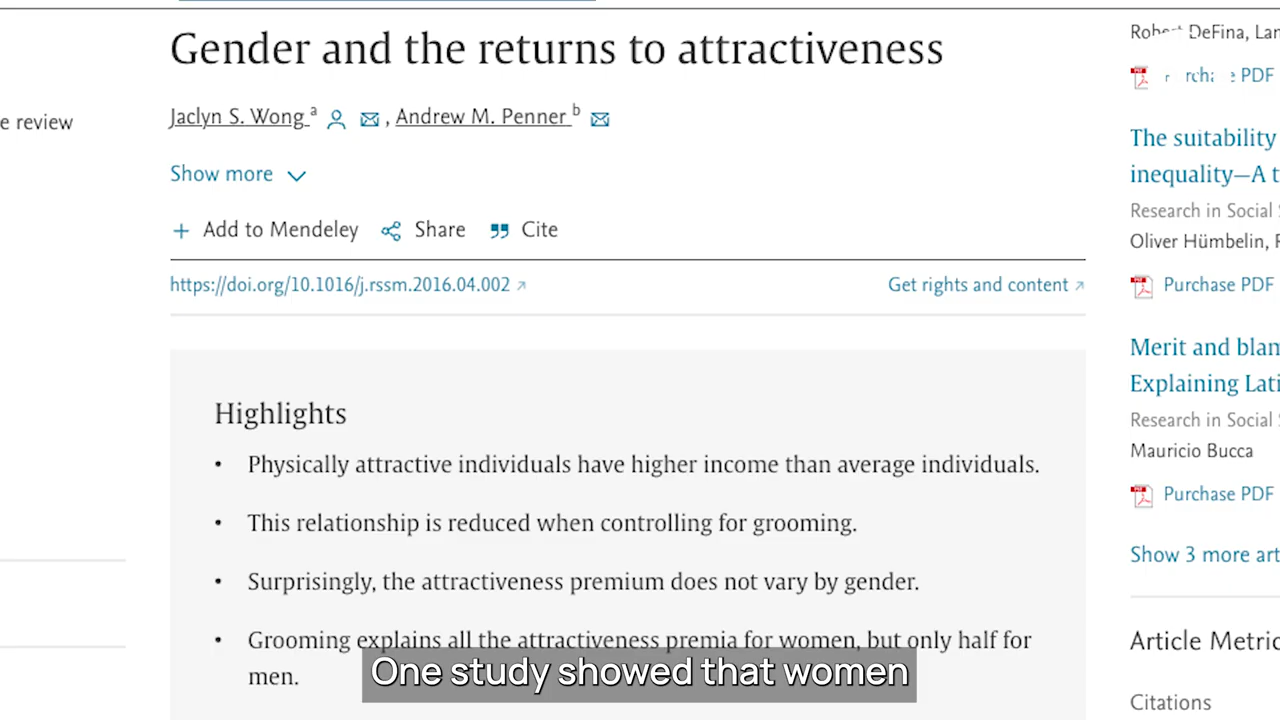 Gender and the returns to attractiveness
Jaclyn S. Wong a , Andrew M. Penner b
Show more
Add to Mendeley Share Cite
https://doi.org/10.1016/j.rssm.2016.04.002
Get rights and content
Highlights
• Physically attractive individuals have higher income than average individuals.
• This relationship is reduced when controlling for grooming.
• Surprisingly, the attractiveness premium does not vary by gender.
• Grooming explains all the attractiveness premia for women, but only half for
men.
One study showed that women
e review
Robert DeFina, Lan
PDF
The suitability
inequality—A t
Research in Social
Oliver Hümbelin,
Purchase PDF
Merit and blam
Explaining Lati
Research in Social
Mauricio Bucca
Purchase PDF
Show 3 more art
Article Metric
Citations